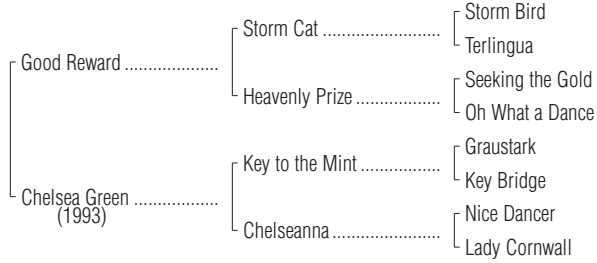 Storm Bird
Storm Cat ........................
Terlingua
Good Reward ...................
Seeking the Gold
Heavenly Prize .................
Oh What a Dance
Graustark
Key to the Mint ................
Key Bridge
Chelsea Green .................
(1993)
Nice Dancer
Chelseanna ......................
Lady Cornwall